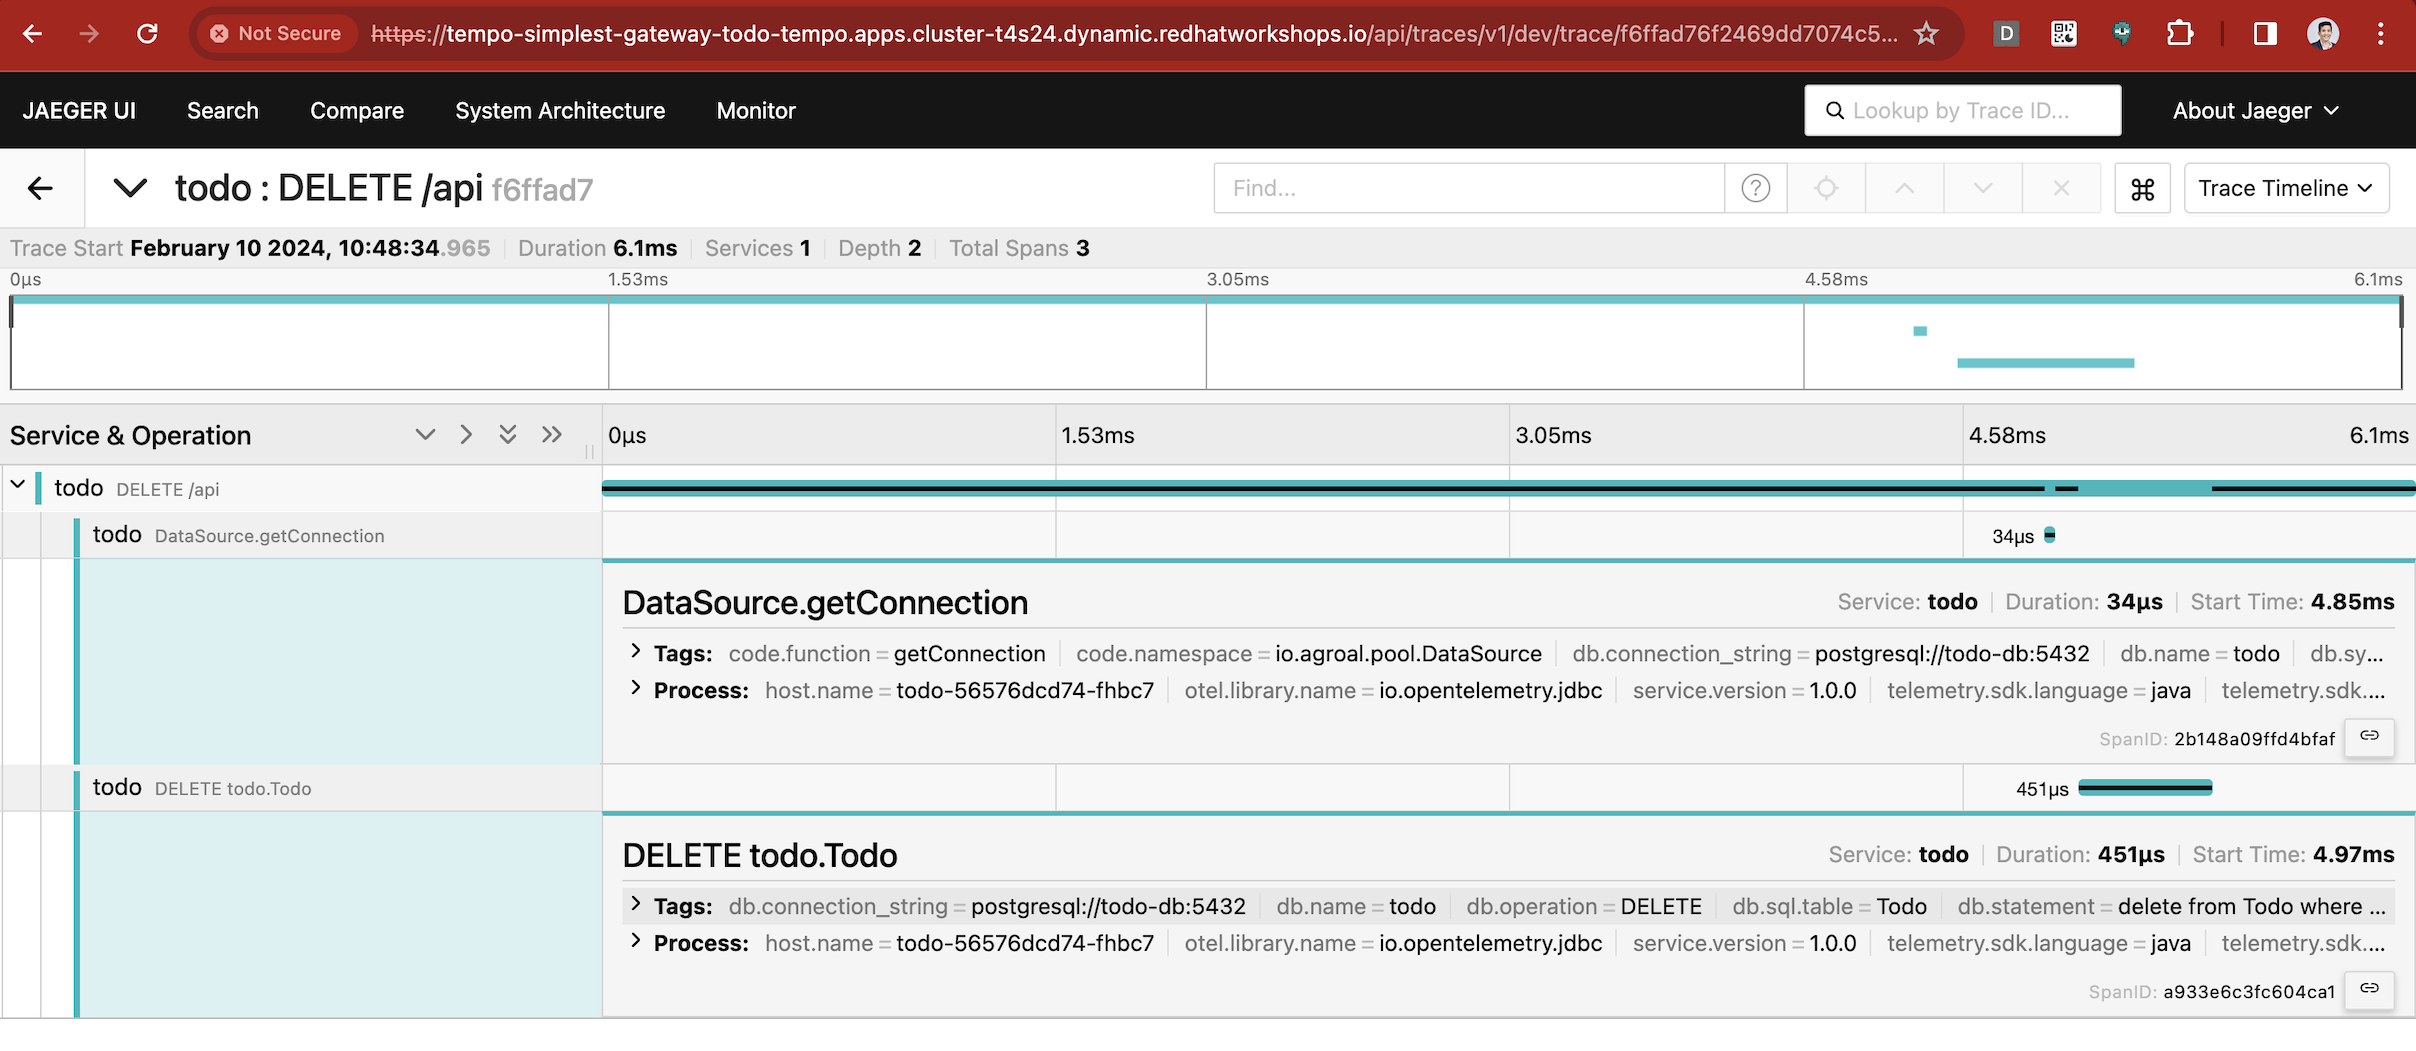 Not Secure https://tempo-simplest-gateway-todo-tempo.apps.cluster-t4s24.dynamic.redhatworkshops.io/api/traces/v1/dev/trace/f6ffad76f2469dd7074c5... D
JAEGER UI Search Compare System Architecture Monitor Lookup by Trace ID... About Jaeger
todo : DELETE /api f6ffad7 Find... ? ⌘ Trace Timeline
Trace Start February 10 2024, 10:48:34.965 Duration 6.1ms Services 1 Depth 2 Total Spans 3
0μs 1.53ms 3.05ms 4.58ms 6.1ms
Service & Operation 0μs 1.53ms 3.05ms 4.58ms 6.1ms
todo DELETE /api
todo DataSource.getConnection 34μs
DataSource.getConnection Service: todo Duration: 34μs Start Time: 4.85ms
Tags: code.function = getConnection code.namespace = io.agroal.pool.DataSource db.connection_string = postgresql://todo-db:5432 db.name = todo db.sy...
Process: host.name = todo-56576dcd74-fhbc7 otel.library.name = io.opentelemetry.jdbc service.version = 1.0.0 telemetry.sdk.language = java telemetry.sdk....
SpanID: 2b148a09ffd4bfaf
todo DELETE todo.Todo 451μs
DELETE todo.Todo Service: todo Duration: 451μs Start Time: 4.97ms
Tags: db.connection_string = postgresql://todo-db:5432 db.name = todo db.operation = DELETE db.sql.table = Todo db.statement = delete from Todo where ...
Process: host.name = todo-56576dcd74-fhbc7 otel.library.name = io.opentelemetry.jdbc service.version = 1.0.0 telemetry.sdk.language = java telemetry.sdk....
SpanID: a933e6c3fc604ca1